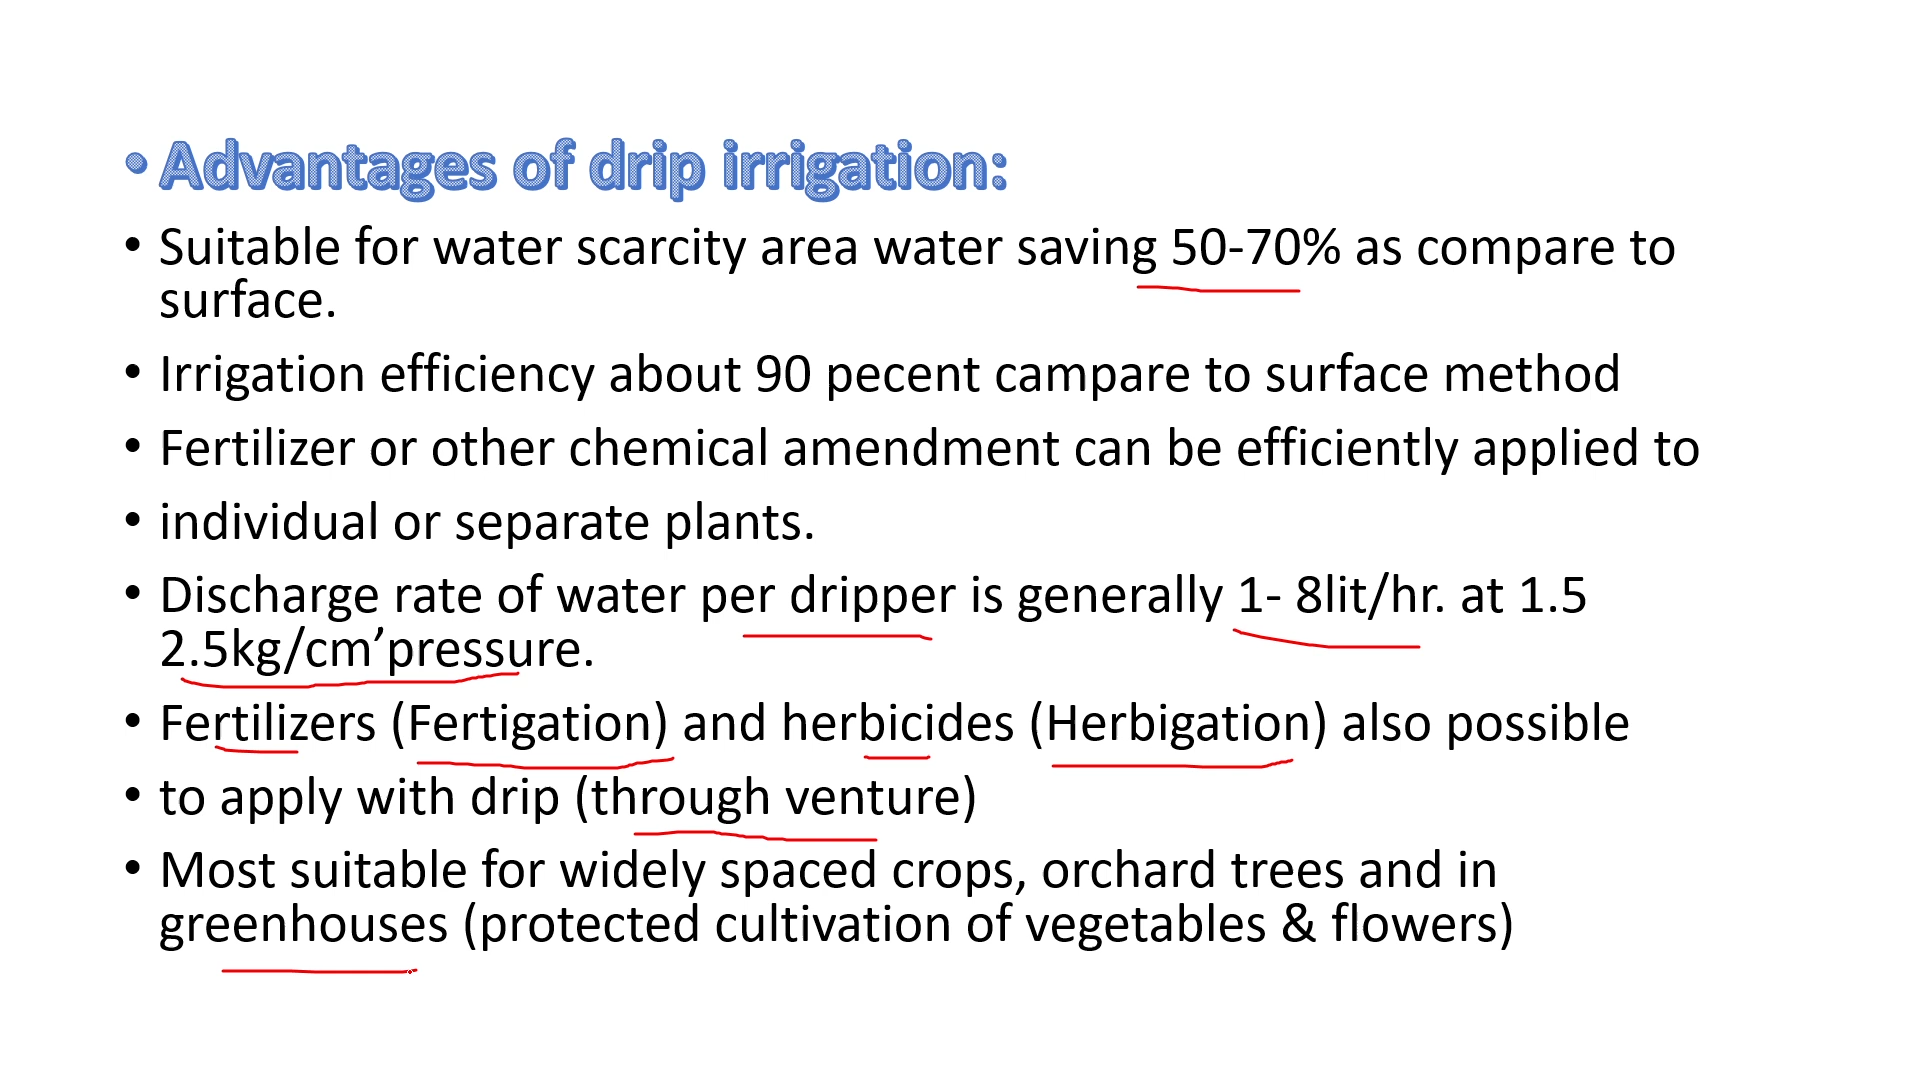 • Advantages of drip irrigation:
• Suitable for water scarcity area water saving 50-70% as compare to
surface.
• Irrigation efficiency about 90 pecent campare to surface method
• Fertilizer or other chemical amendment can be efficiently applied to
• individual or separate plants.
• Discharge rate of water per dripper is generally 1- 8lit/hr. at 1.5
2.5kg/cm’pressure.
• Fertilizers (Fertigation) and herbicides (Herbigation) also possible
• to apply with drip (through venture)
• Most suitable for widely spaced crops, orchard trees and in
greenhouses (protected cultivation of vegetables & flowers)